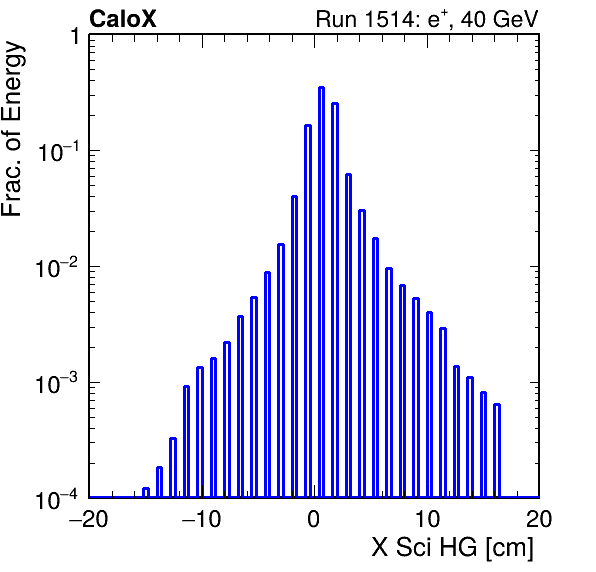 CaloX
Run 1514: e⁺, 40 GeV
Frac. of Energy
1
10⁻¹
10⁻²
10⁻³
10⁻⁴
−20
−10
0
10
20
X Sci HG [cm]